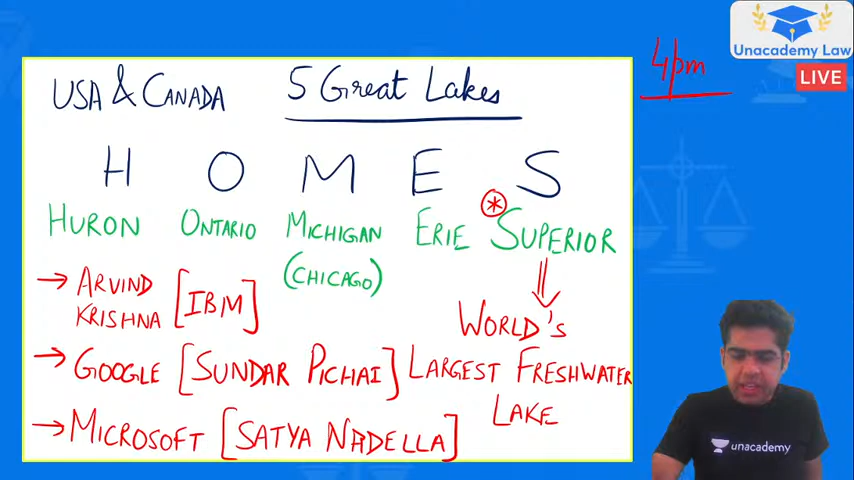 USA & CANADA 5 Great Lakes
4pm
Unacademy Law
LIVE
H O M E S
HURON ONTARIO MICHIGAN ERIE * SUPERIOR
(CHICAGO)
→ ARVIND
KRISHNA [IBM]
WORLD'S
LARGEST FRESHWATER
LAKE
→ GOOGLE [SUNDAR PICHAI]
→ MICROSOFT [SATYA NADELLA]
unacademy